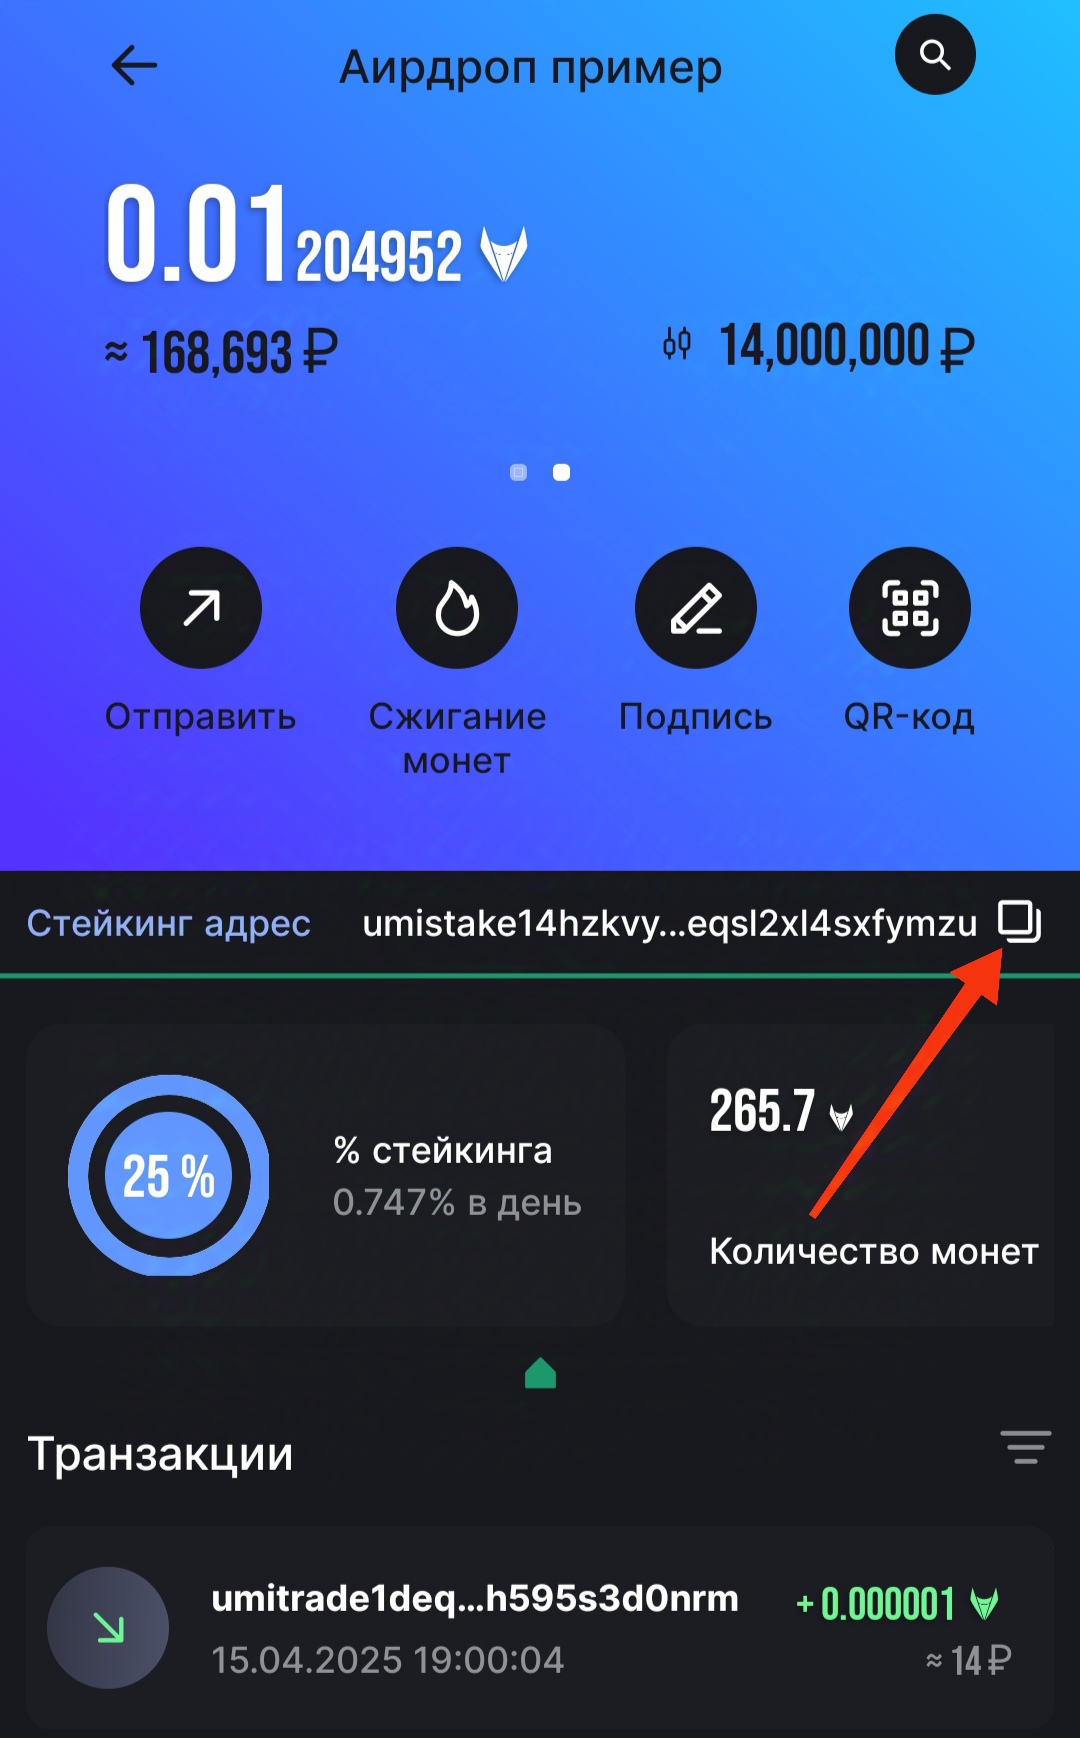 Аирдроп пример
0.01204952
≈ 168,693 ₽
14,000,000 ₽
Отправить
Сжигание
монет
Подпись
QR-код
Стейкинг адрес
umistake14hzkvy...eqsl2xl4sxfymzu
25 %
% стейкинга
0.747% в день
265.7
Количество монет
Транзакции
umitrade1deq...h595s3d0nrm
+ 0.000001
15.04.2025 19:00:04
≈ 14 ₽